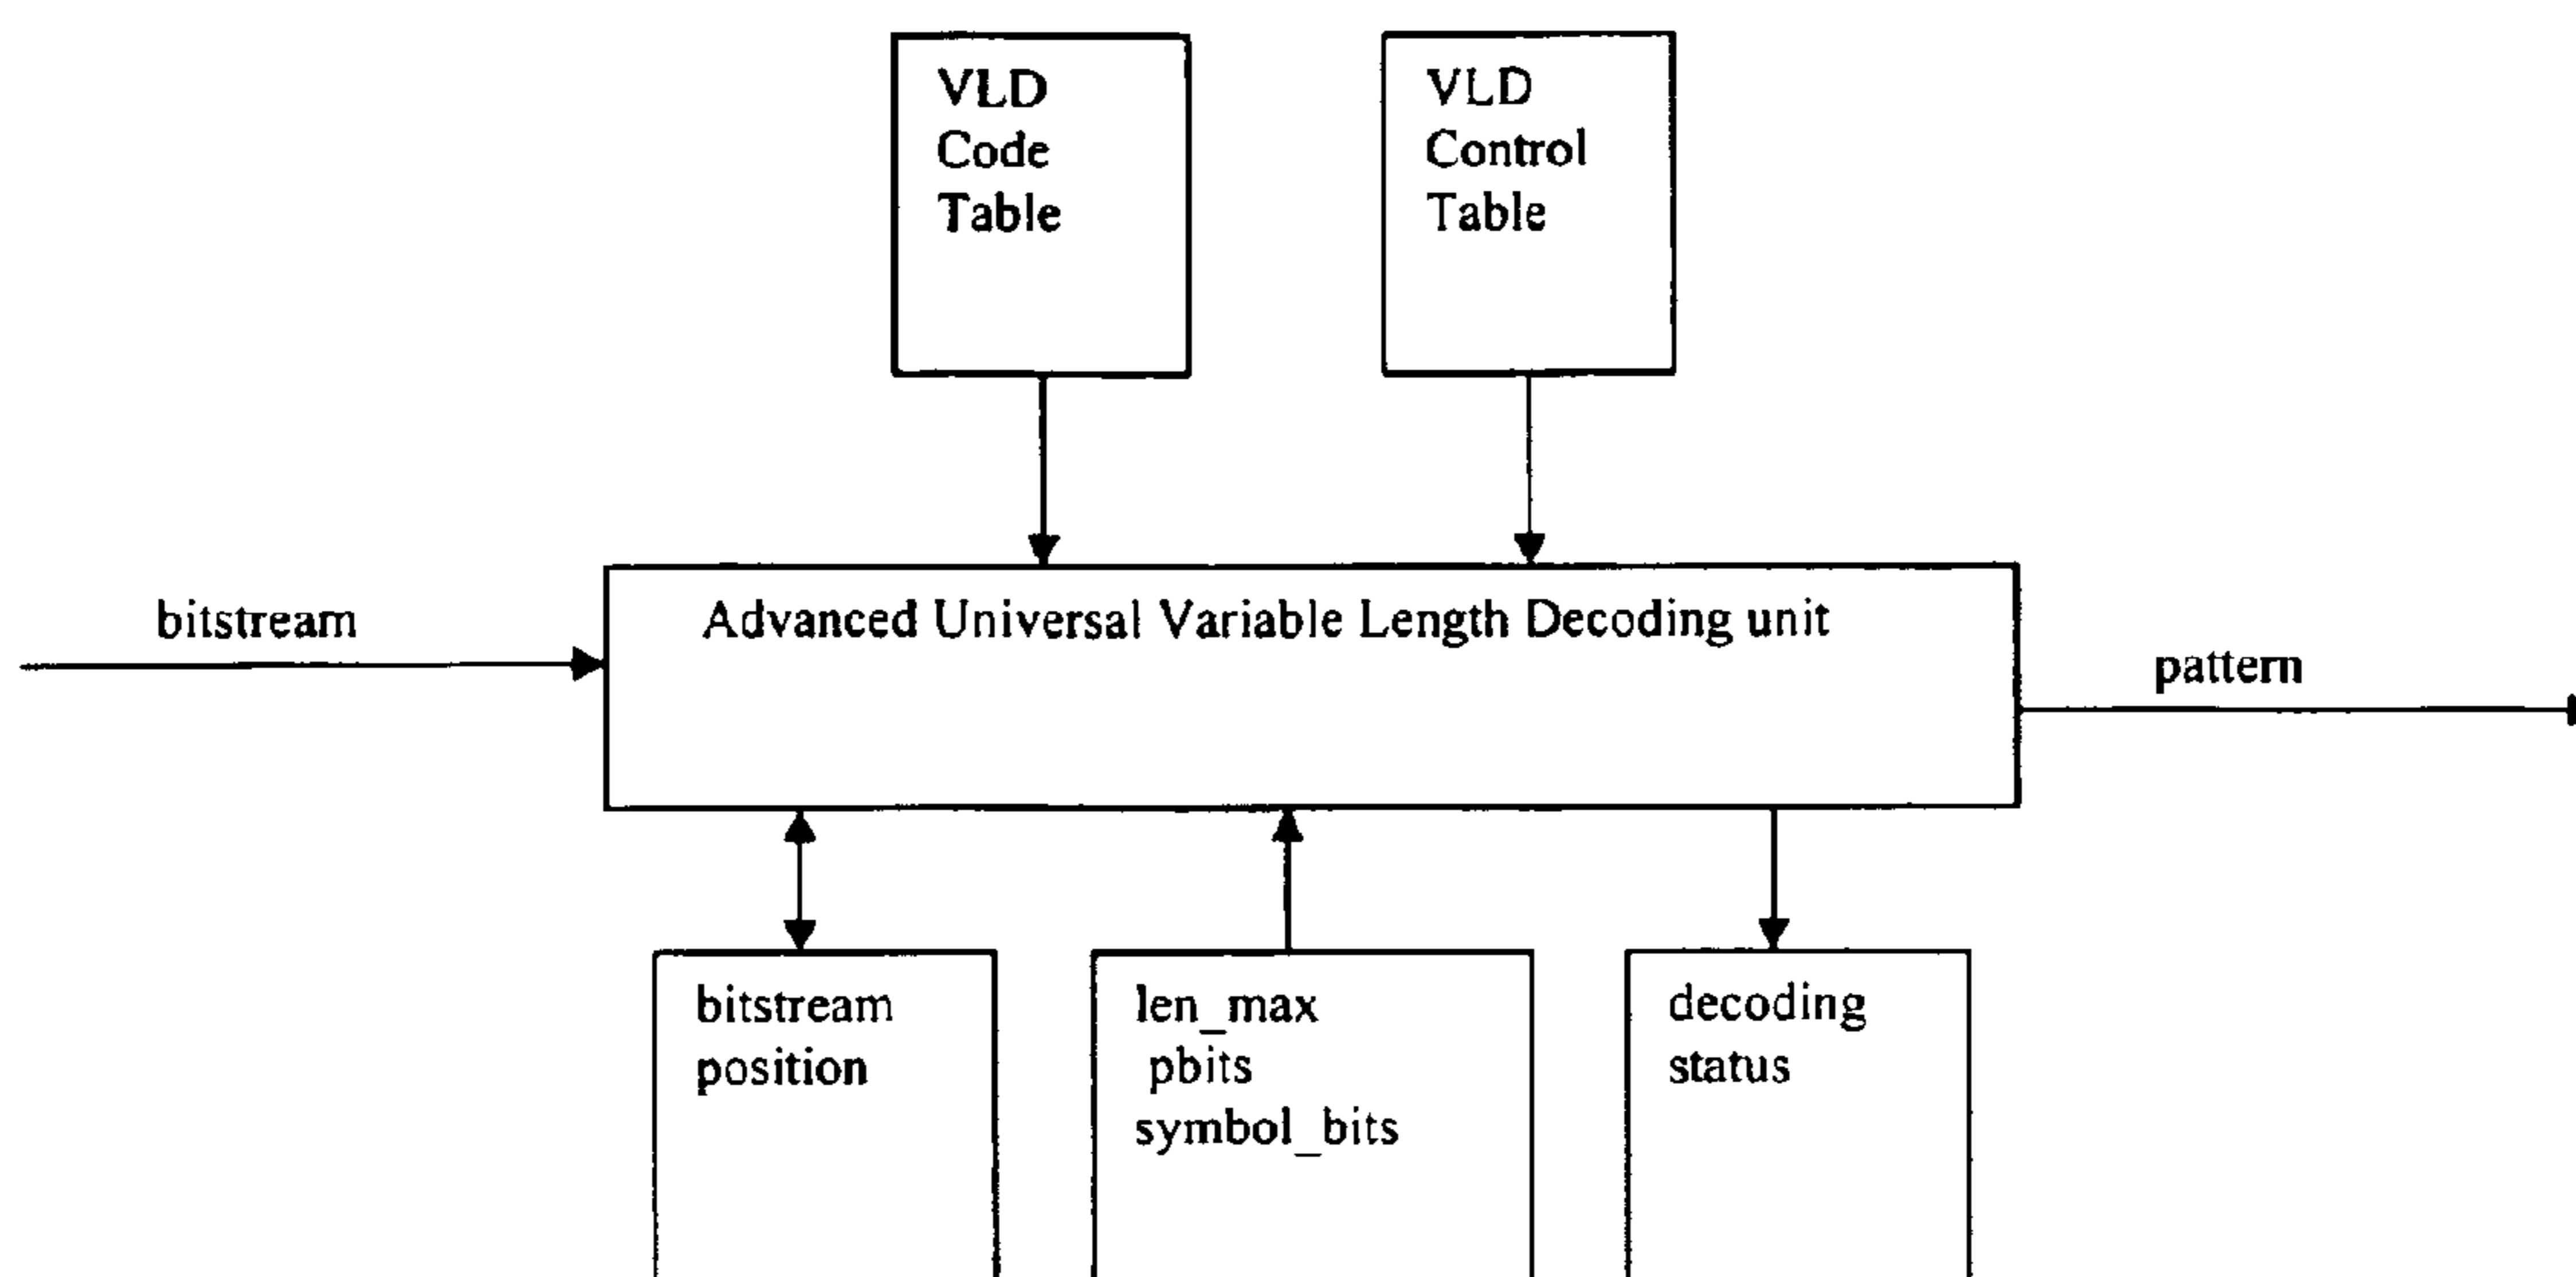 VLD
Code
Table
VLD
Control
Table
bitstream
Advanced Universal Variable Length Decoding unit
pattern
bitstream
position
len_max
pbits
symbol_bits
decoding
status